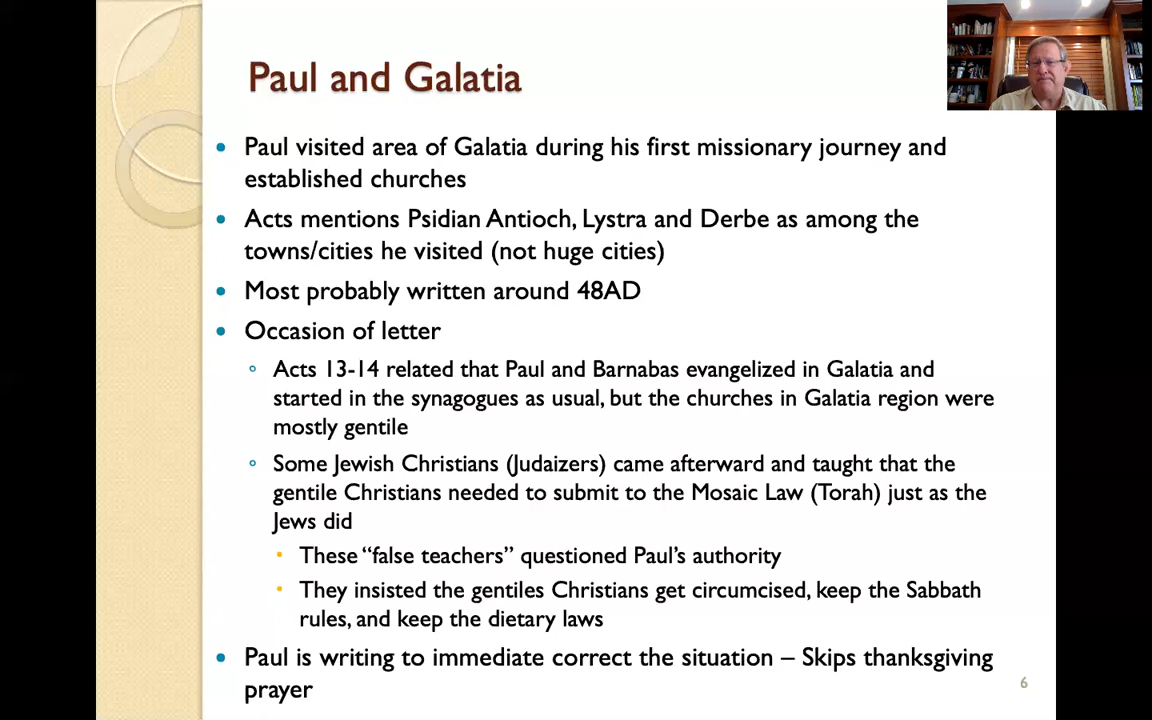 Paul and Galatia
• Paul visited area of Galatia during his first missionary journey and
established churches
• Acts mentions Psidian Antioch, Lystra and Derbe as among the
towns/cities he visited (not huge cities)
• Most probably written around 48AD
• Occasion of letter
◦ Acts 13-14 related that Paul and Barnabas evangelized in Galatia and
started in the synagogues as usual, but the churches in Galatia region were
mostly gentile
◦ Some Jewish Christians (Judaizers) came afterward and taught that the
gentile Christians needed to submit to the Mosaic Law (Torah) just as the
Jews did
• These “false teachers” questioned Paul’s authority
• They insisted the gentiles Christians get circumcised, keep the Sabbath
rules, and keep the dietary laws
• Paul is writing to immediate correct the situation – Skips thanksgiving
prayer
6